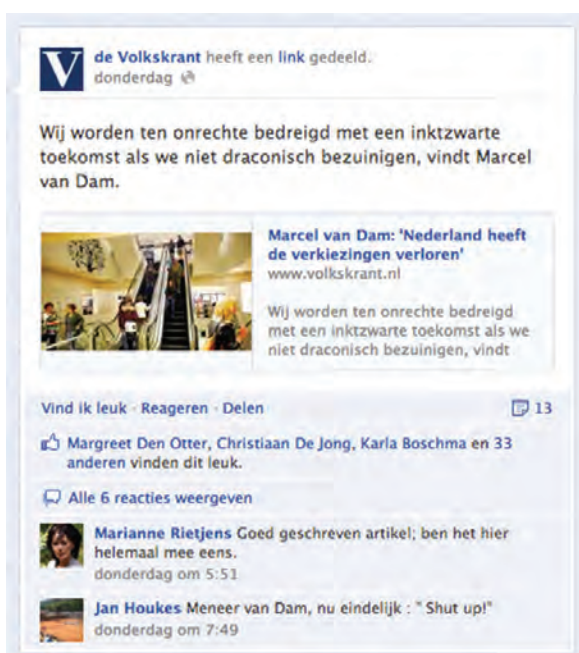 V
de Volkskrant heeft een link gedeeld.
donderdag
Wij worden ten onrechte bedreigd met een inktzwarte
toekomst als we niet draconisch bezuinigen, vindt Marcel
van Dam.
Marcel van Dam: 'Nederland heeft
de verkiezingen verloren'
www.volkskrant.nl
Wij worden ten onrechte bedreigd
met een inktzwarte toekomst als we
niet draconisch bezuinigen, vindt
Vind ik leuk · Reageren · Delen
13
Margreet Den Otter, Christiaan De Jong, Karla Boschma en 33
anderen vinden dit leuk.
Alle 6 reacties weergeven
Marianne Rietjens Goed geschreven artikel; ben het hier
helemaal mee eens.
donderdag om 5:51
Jan Houkes Meneer van Dam, nu eindelijk : " Shut up!"
donderdag om 7:49